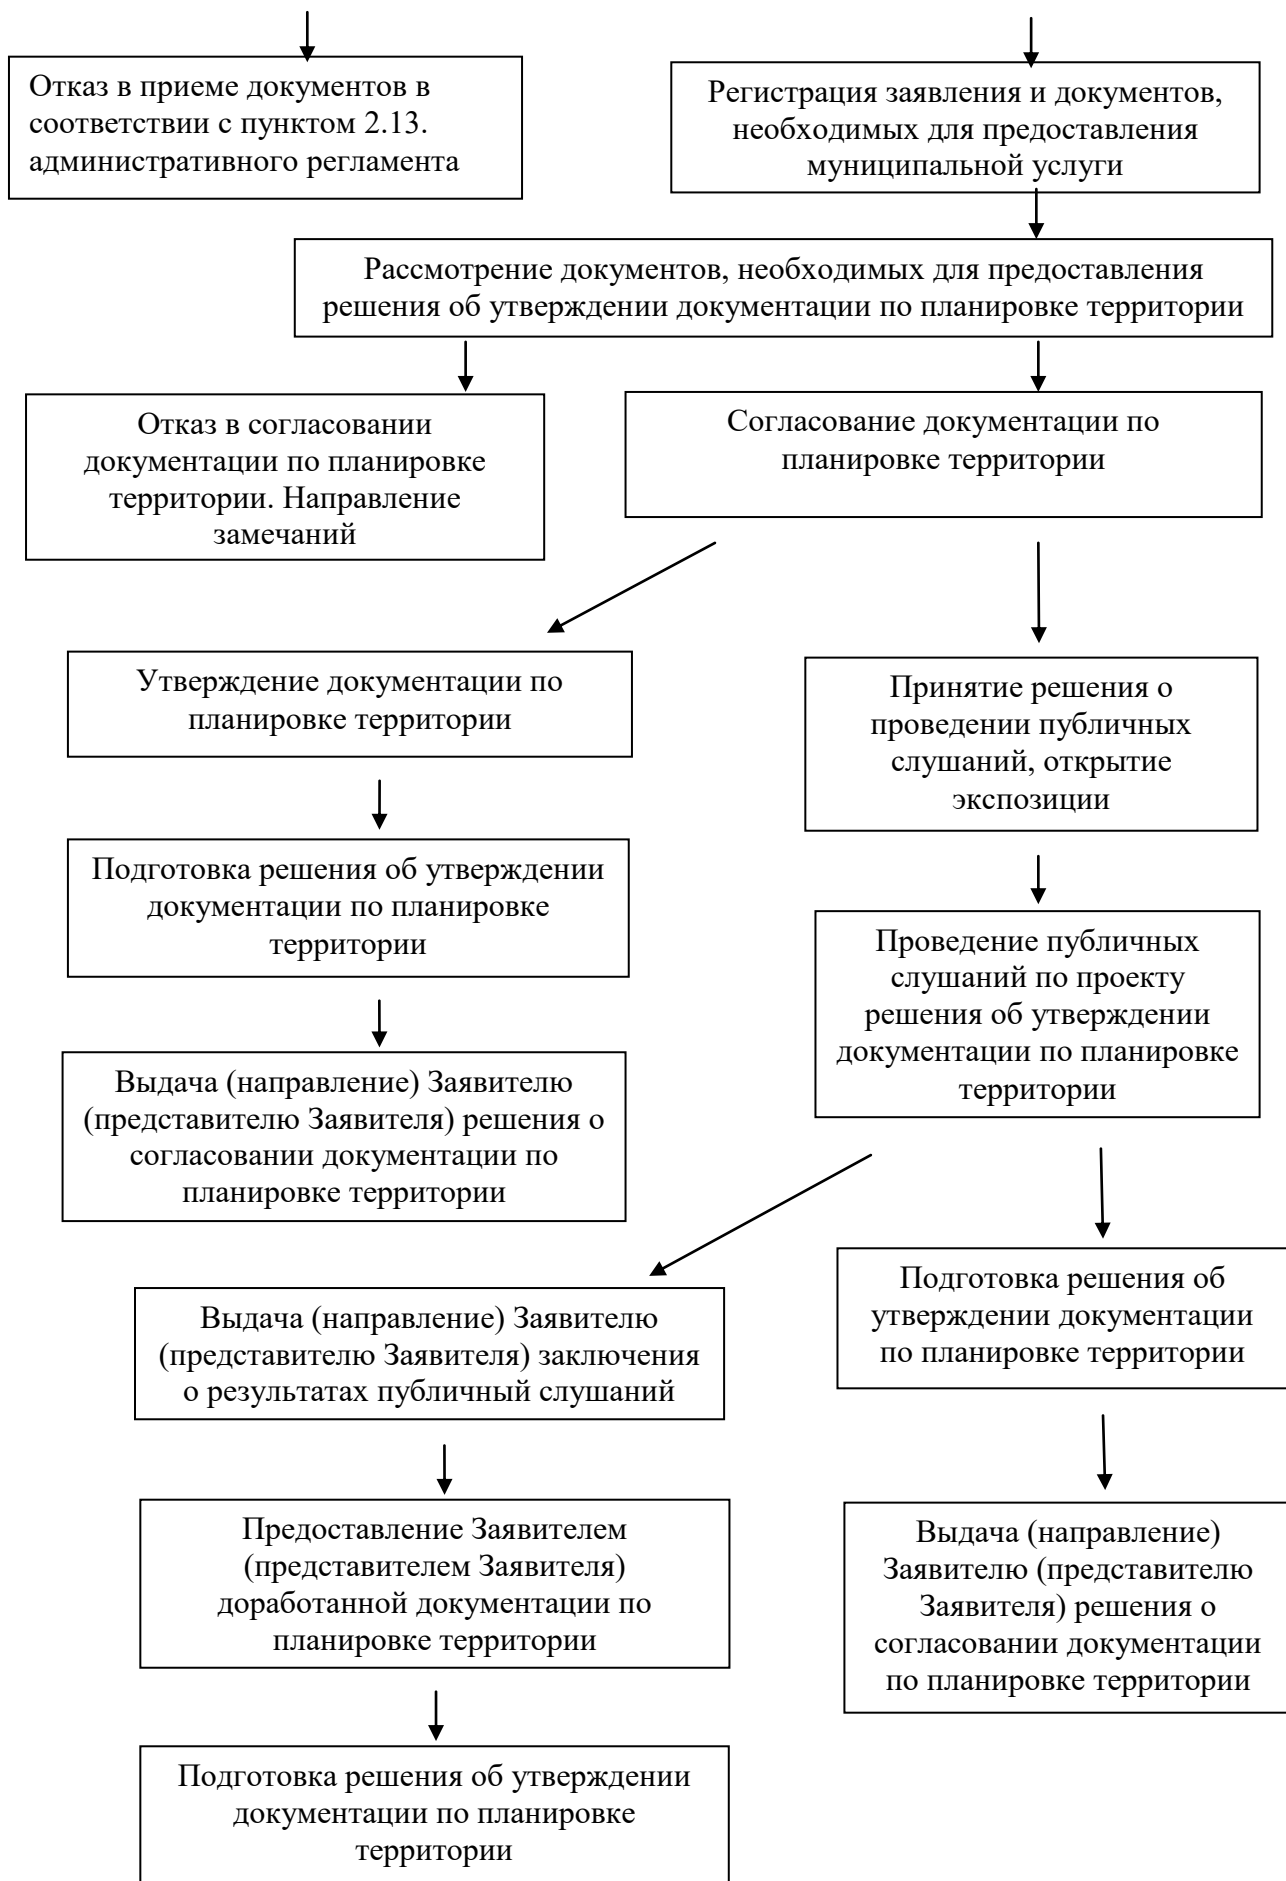 Отказ в приеме документов в
соответствии с пунктом 2.13.
административного регламента
Регистрация заявления и документов,
необходимых для предоставления
муниципальной услуги
Рассмотрение документов, необходимых для предоставления
решения об утверждении документации по планировке территории
Отказ в согласовании
документации по планировке
территории. Направление
замечаний
Согласование документации по
планировке территории
Утверждение документации по
планировке территории
Принятие решения о
проведении публичных
слушаний, открытие
экспозиции
Подготовка решения об утверждении
документации по планировке
территории
Проведение публичных
слушаний по проекту
решения об утверждении
документации по планировке
территории
Выдача (направление) Заявителю
(представителю Заявителя) решения о
согласовании документации по
планировке территории
Подготовка решения об
утверждении документации
по планировке территории
Выдача (направление) Заявителю
(представителю Заявителя) заключения
о результатах публичный слушаний
Предоставление Заявителем
(представителем Заявителя)
доработанной документации по
планировке территории
Выдача (направление)
Заявителю (представителю
Заявителя) решения о
согласовании документации
по планировке территории
Подготовка решения об утверждении
документации по планировке
территории